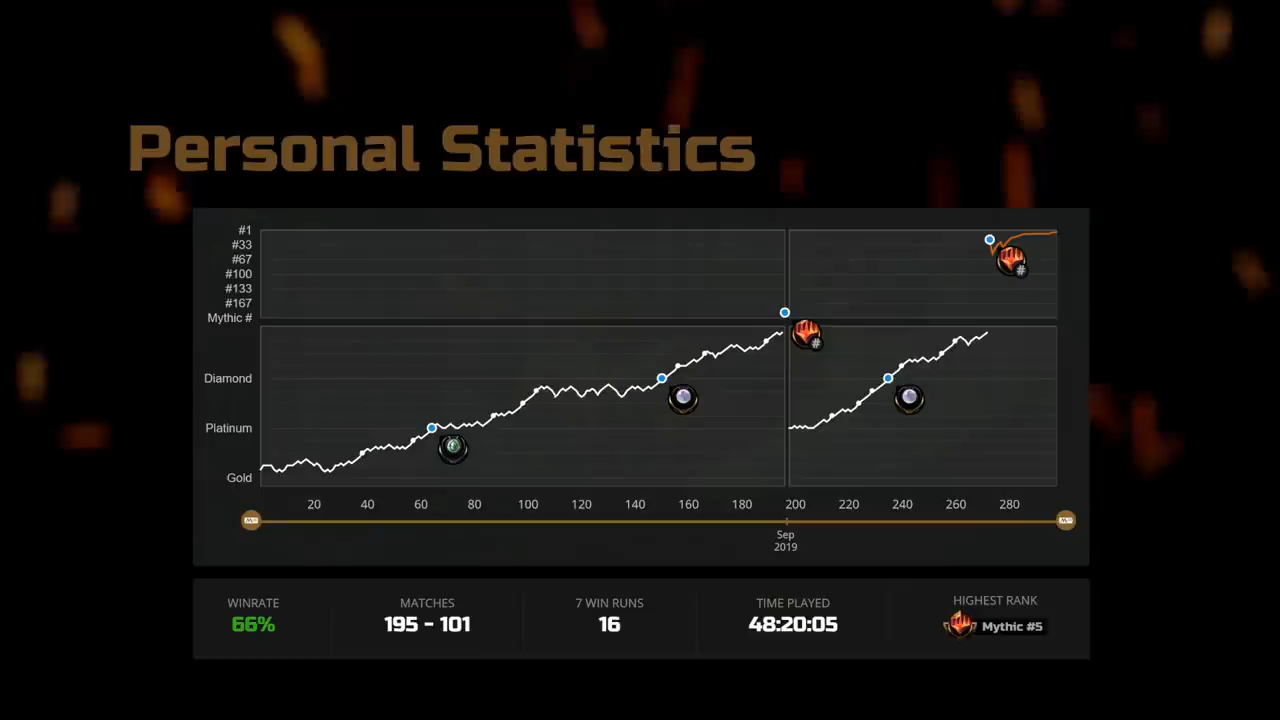 Personal Statistics
#1
#33
#67
#100
#133
#167
Mythic #
Diamond
Platinum
Gold
20 40 60 80 100 120 140 160 180 200 220 240 260 280
Sep
2019
WINRATE MATCHES 7 WIN RUNS TIME PLAYED HIGHEST RANK
66% 195 - 101 16 48:20:05 Mythic #5